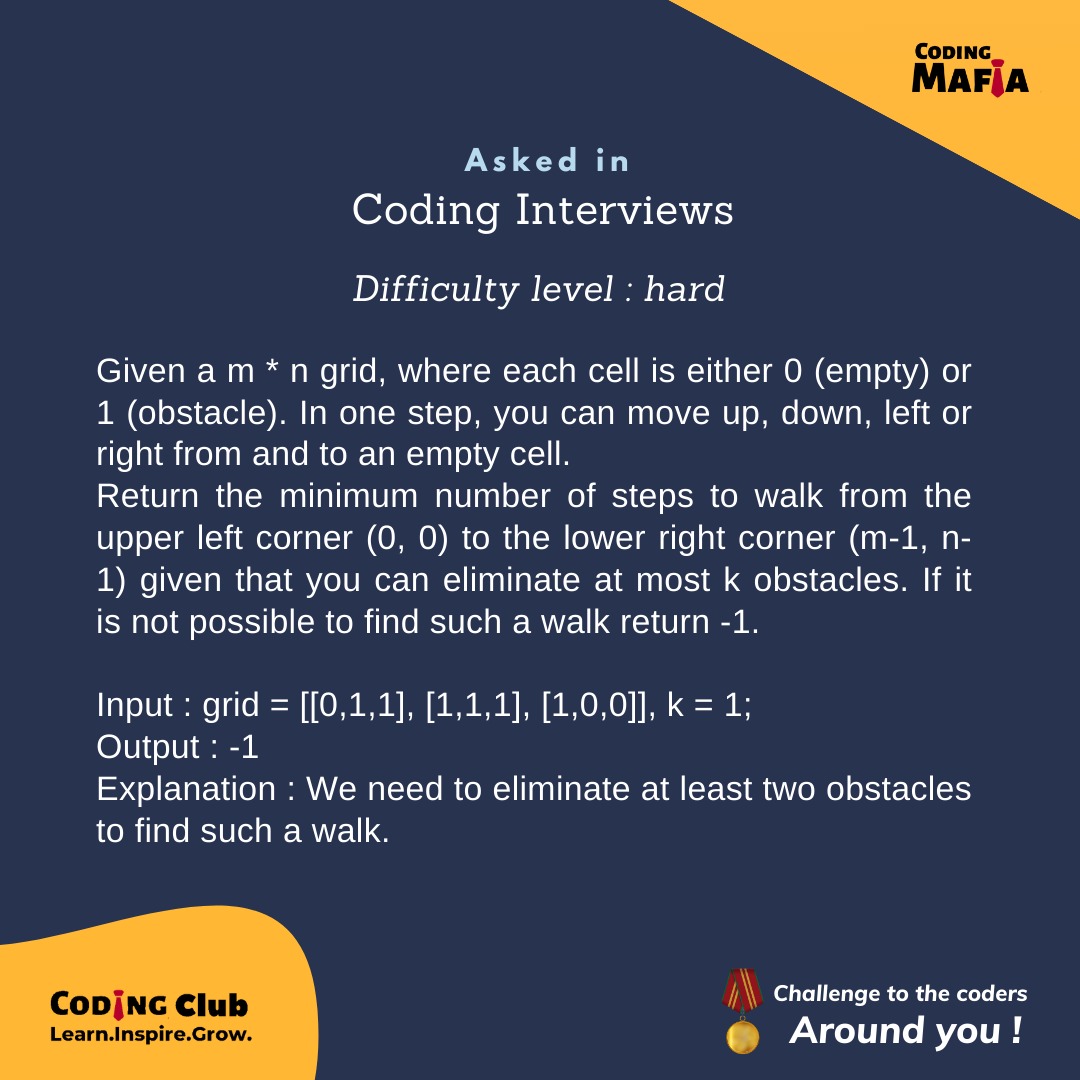 CODING
MAFIA
Asked in
Coding Interviews
Difficulty level : hard
Given a m * n grid, where each cell is either 0 (empty) or
1 (obstacle). In one step, you can move up, down, left or
right from and to an empty cell.
Return the minimum number of steps to walk from the
upper left corner (0, 0) to the lower right corner (m-1, n-
1) given that you can eliminate at most k obstacles. If it
is not possible to find such a walk return -1.
Input : grid = [[0,1,1], [1,1,1], [1,0,0]], k = 1;
Output : -1
Explanation : We need to eliminate at least two obstacles
to find such a walk.
CODING Club
Learn.Inspire.Grow.
Challenge to the coders
Around you !